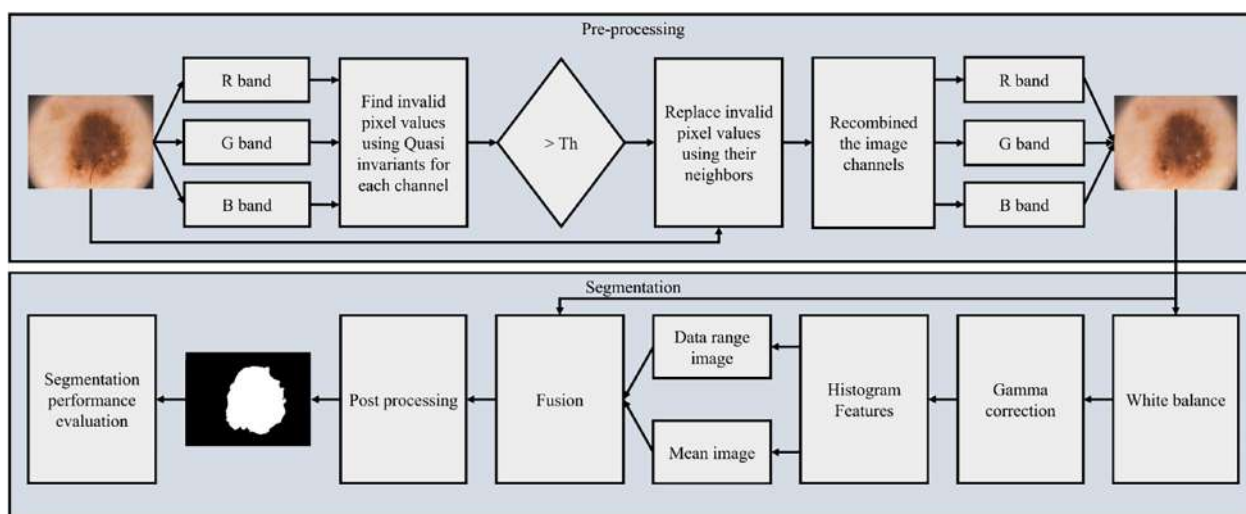 Pre-processing
R band
G band
B band
Find invalid
pixel values
using Quasi
invariants for
each channel
> Th
Replace invalid
pixel values
using their
neighbors
Recombined
the image
channels
R band
G band
B band
Segmentation
Segmentation
performance
evaluation
Post processing
Fusion
Data range
image
Mean image
Histogram
Features
Gamma
correction
White balance